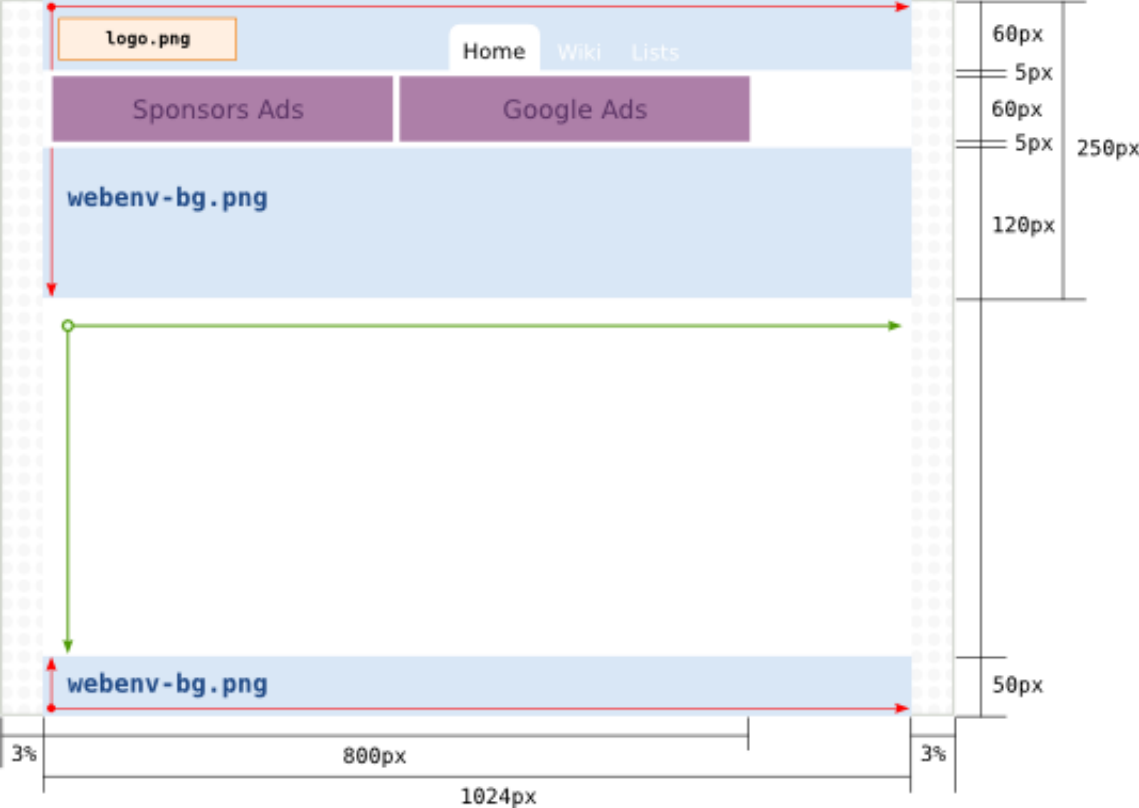 logo.png
Home Wiki Lists
60px
5px
Sponsors Ads Google Ads
60px
5px
250px
webenv-bg.png
120px
webenv-bg.png
50px
3% 800px 3%
1024px